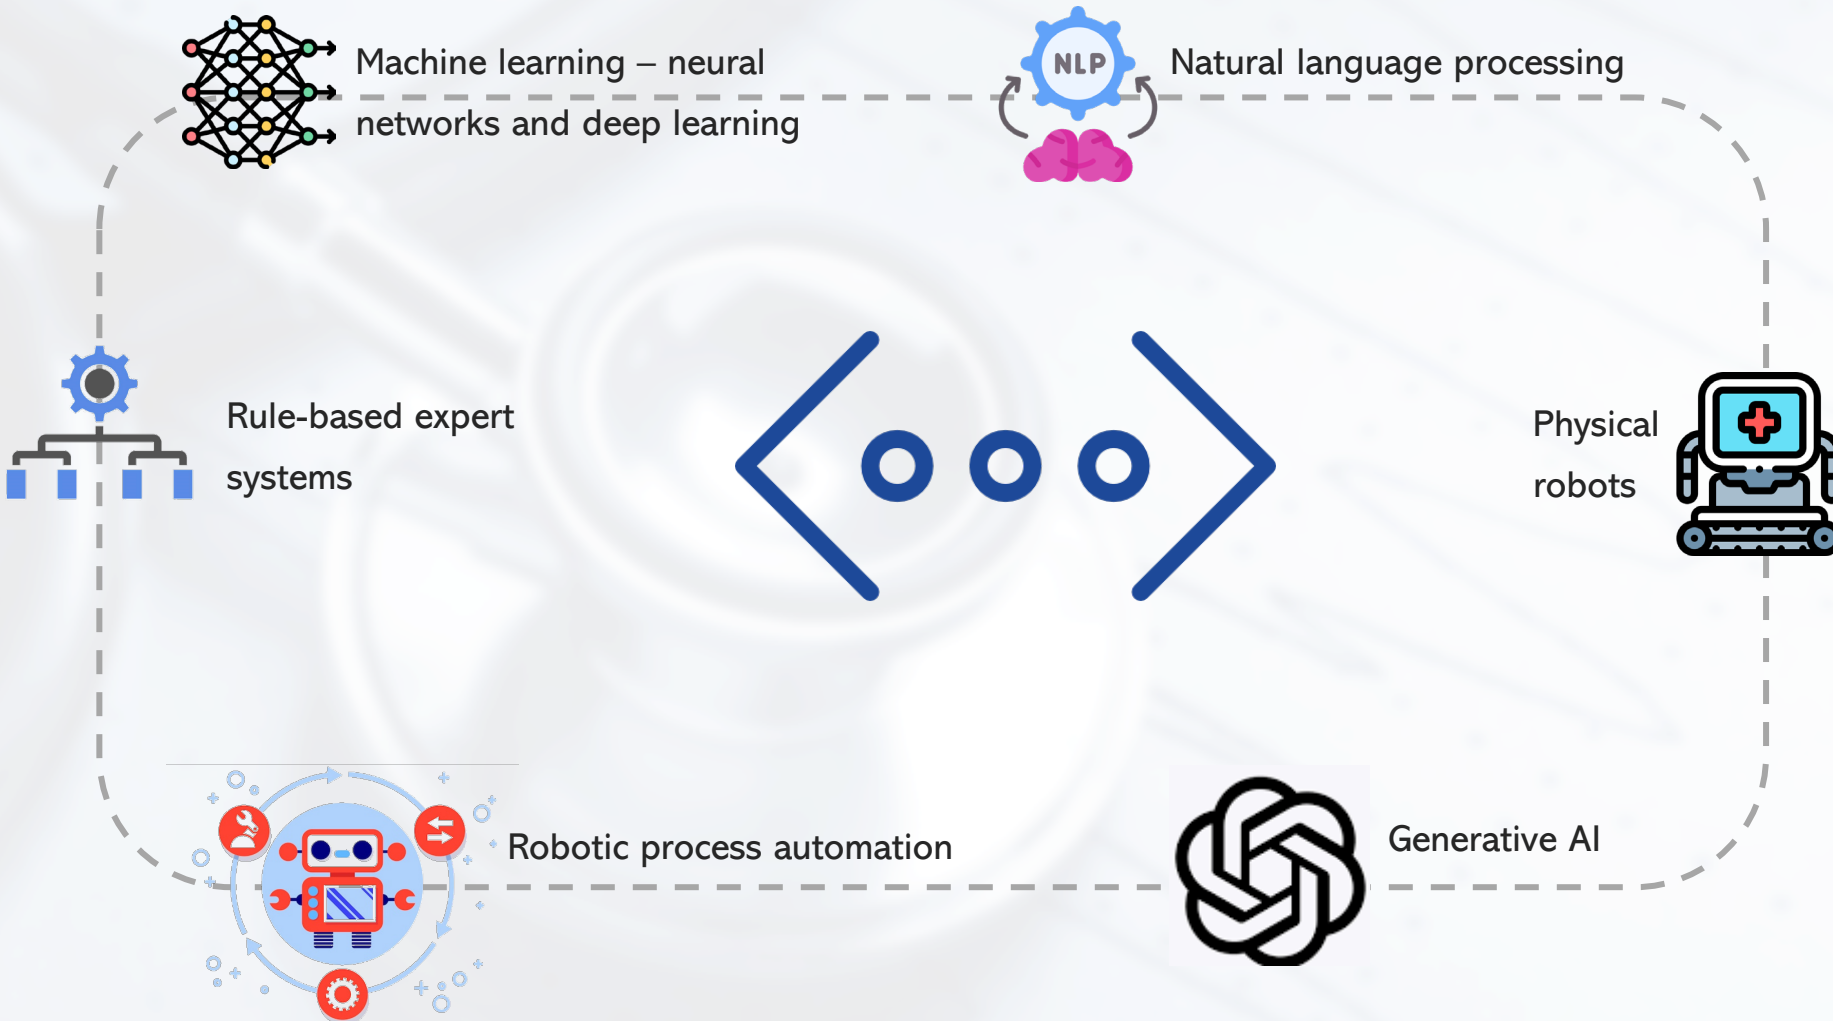 Machine learning – neural
networks and deep learning
NLP
Natural language processing
Rule-based expert
systems
Physical
robots
Robotic process automation
Generative AI